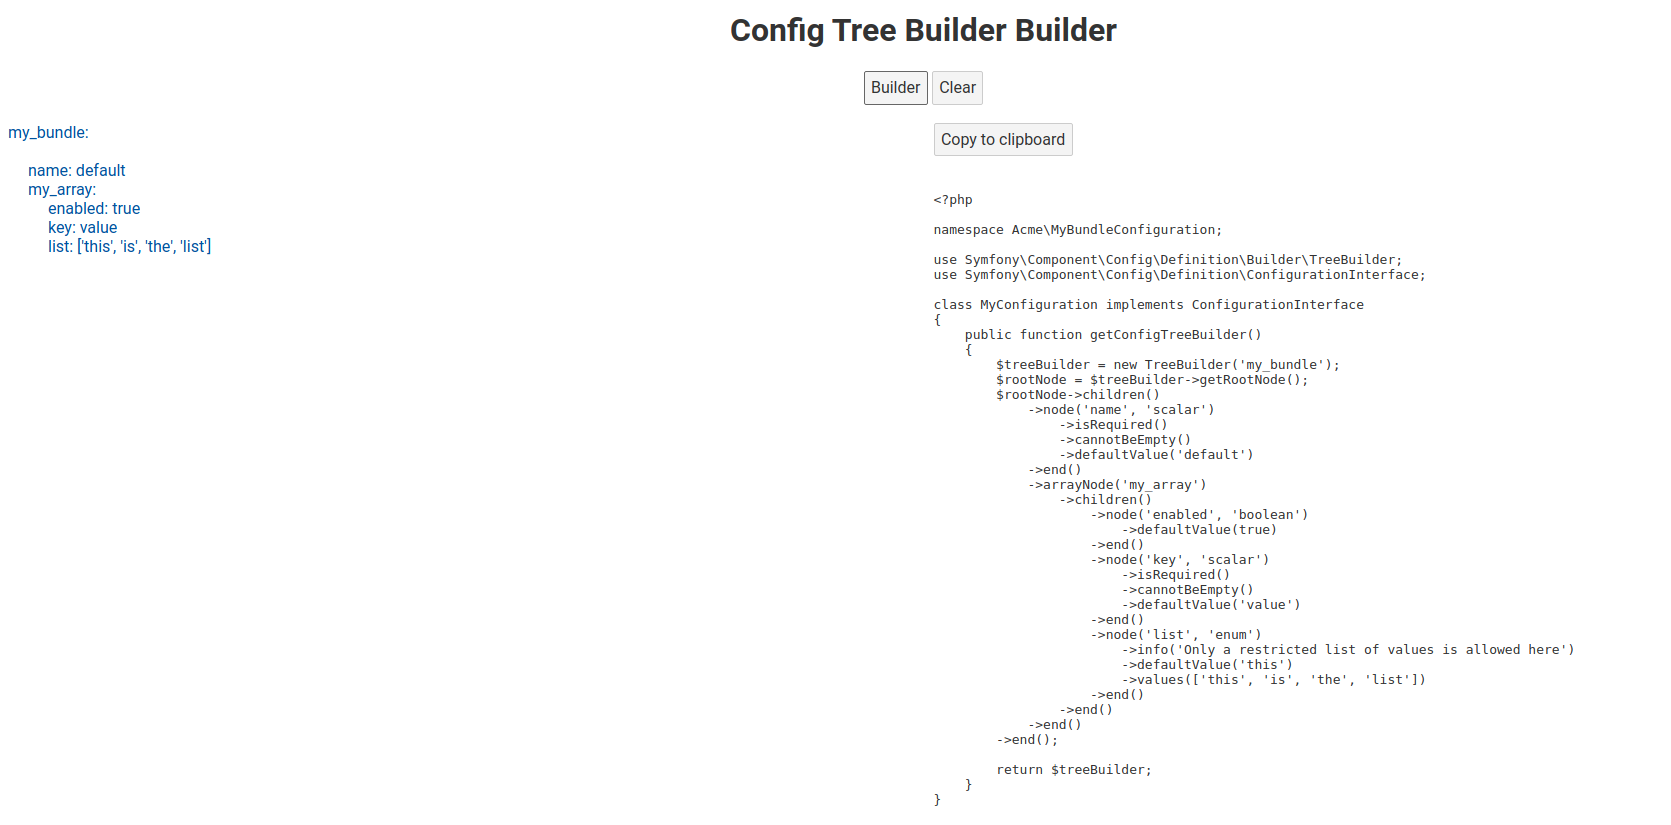 Config Tree Builder Builder
Builder Clear
my_bundle:
name: default
my_array:
enabled: true
key: value
list: ['this', 'is', 'the', 'list']
Copy to clipboard
<?php
namespace Acme\MyBundleConfiguration;
use Symfony\Component\Config\Definition\Builder\TreeBuilder;
use Symfony\Component\Config\Definition\ConfigurationInterface;
class MyConfiguration implements ConfigurationInterface
{
    public function getConfigTreeBuilder()
    {
        $treeBuilder = new TreeBuilder('my_bundle');
        $rootNode = $treeBuilder->getRootNode();
        $rootNode->children()
            ->node('name', 'scalar')
                ->isRequired()
                ->cannotBeEmpty()
                ->defaultValue('default')
            ->end()
            ->arrayNode('my_array')
                ->children()
                    ->node('enabled', 'boolean')
                        ->defaultValue(true)
                    ->end()
                    ->node('key', 'scalar')
                        ->isRequired()
                        ->cannotBeEmpty()
                        ->defaultValue('value')
                    ->end()
                    ->node('list', 'enum')
                        ->info('Only a restricted list of values is allowed here')
                        ->defaultValue('this')
                        ->values(['this', 'is', 'the', 'list'])
                    ->end()
                ->end()
            ->end()
        ->end();
        return $treeBuilder;
    }
}